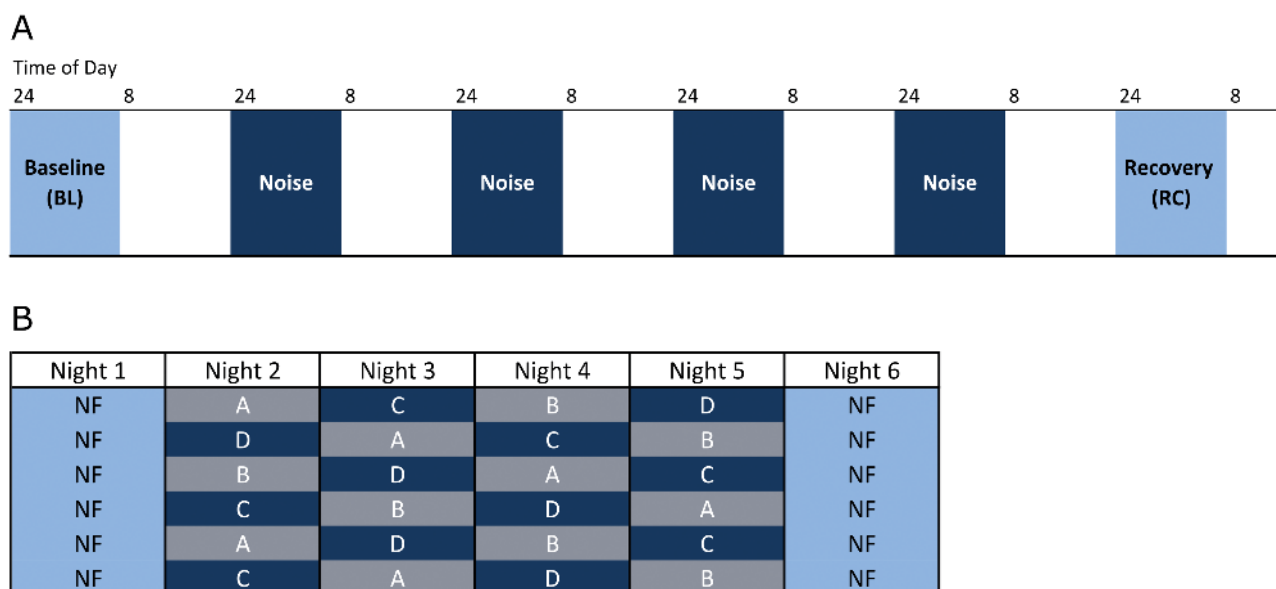 A
Time of Day
24 8 24 8 24 8 24 8 24 8 24 8
Baseline (BL) Noise Noise Noise Noise Recovery (RC)
B
Night 1 Night 2 Night 3 Night 4 Night 5 Night 6
NF A C B D NF
NF D A C B NF
NF B D A C NF
NF C B D A NF
NF A D B C NF
NF C A D B NF